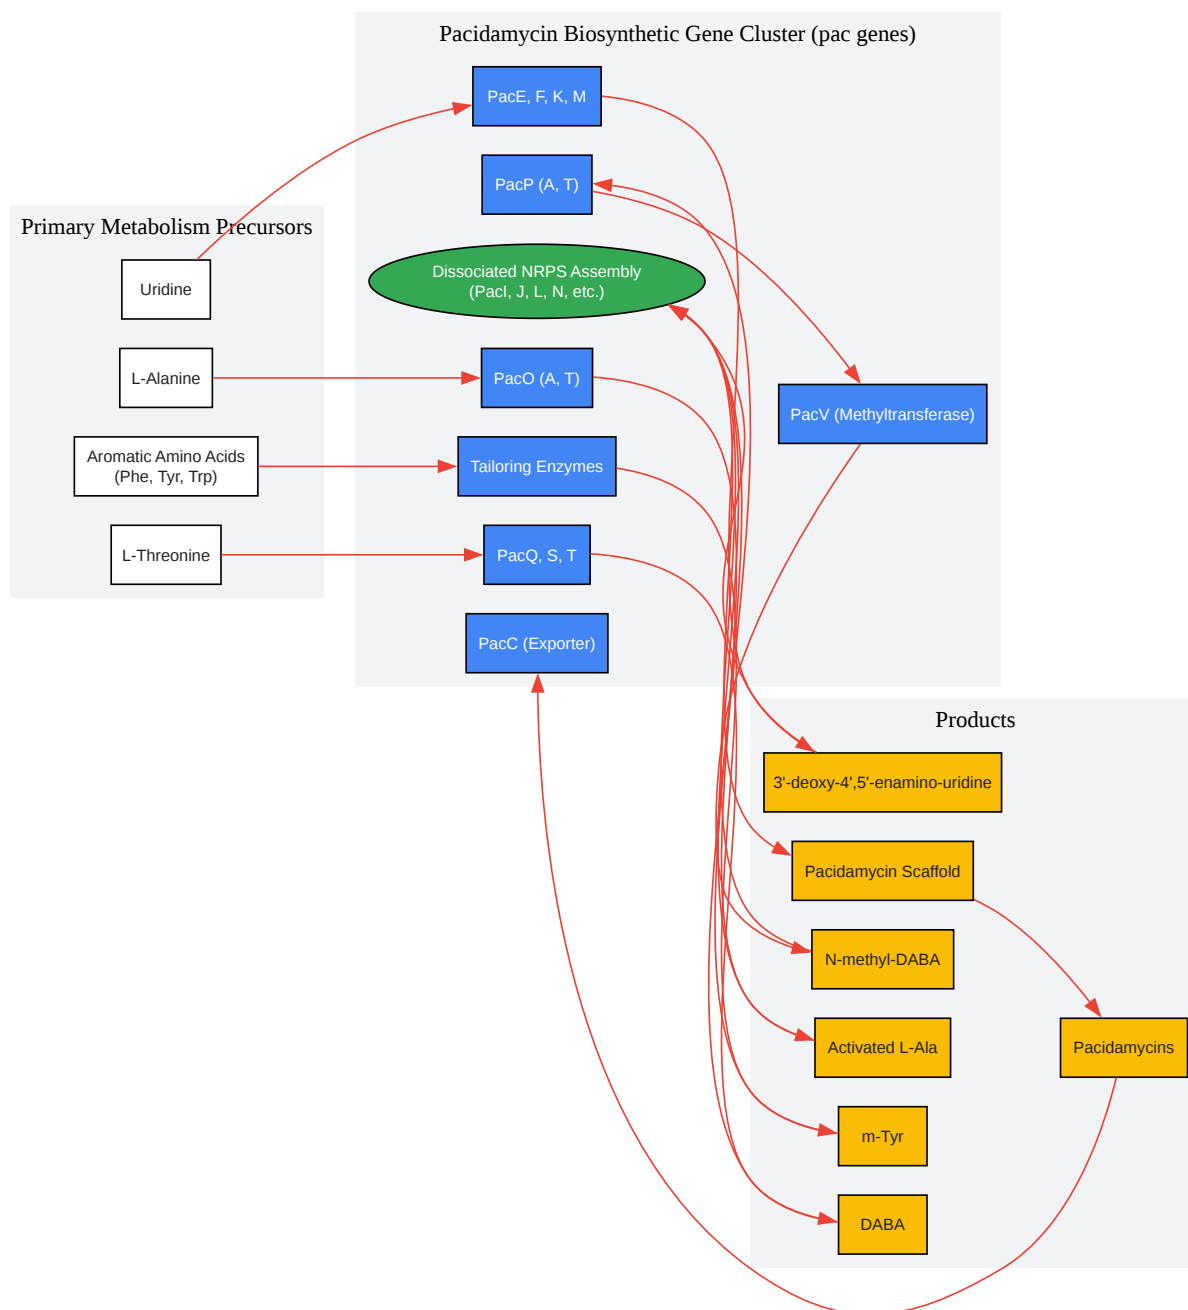 Pacidamycin Biosynthetic Gene Cluster (pac genes)
PacE, F, K, M
PacP (A, T)
Dissociated NRPS Assembly
(PacI, J, L, N, etc.)
PacO (A, T)
Tailoring Enzymes
PacQ, S, T
PacC (Exporter)
PacV (Methyltransferase)
Primary Metabolism Precursors
Uridine
L-Alanine
Aromatic Amino Acids
(Phe, Tyr, Trp)
L-Threonine
Products
3'-deoxy-4',5'-enamino-uridine
Pacidamycin Scaffold
N-methyl-DABA
Activated L-Ala
Pacidamycins
m-Tyr
DABA